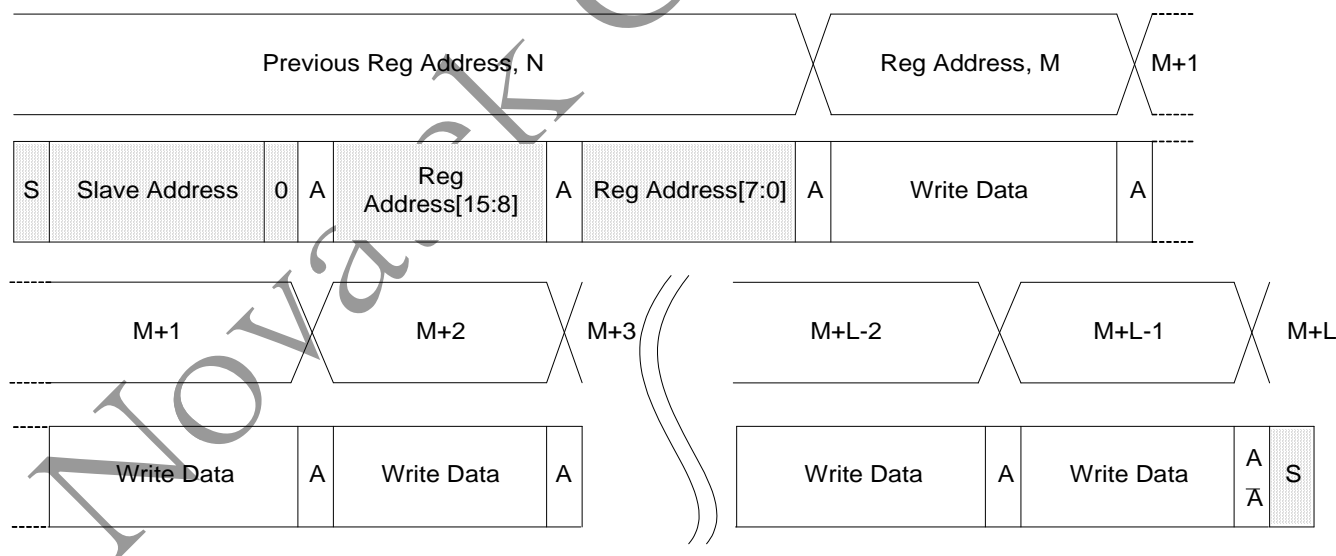 Previous Reg Address, N Reg Address, M M+1
S Slave Address 0 A Reg Address[15:8] A Reg Address[7:0] A Write Data A
M+1 M+2 M+3 M+L-2 M+L-1 M+L
Write Data A Write Data A Write Data A Write Data A A̅ S
Novatek